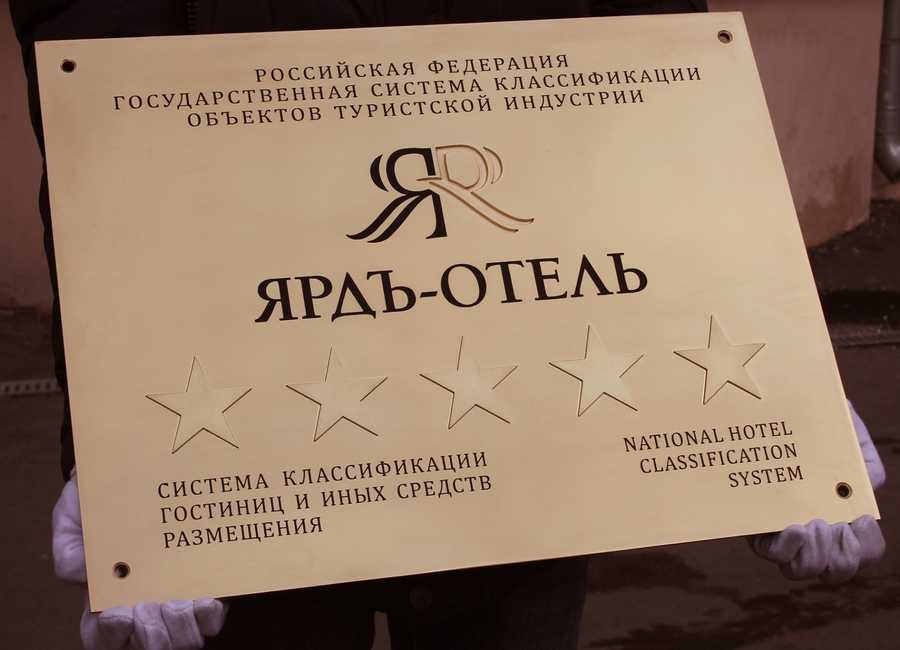 РОССИЙСКАЯ ФЕДЕРАЦИЯ
ГОСУДАРСТВЕННАЯ СИСТЕМА КЛАССИФИКАЦИИ
ОБЪЕКТОВ ТУРИСТСКОЙ ИНДУСТРИИ
ЯР
ЯРДЪ-ОТЕЛЬ
СИСТЕМА КЛАССИФИКАЦИИ
ГОСТИНИЦ И ИНЫХ СРЕДСТВ
РАЗМЕЩЕНИЯ
NATIONAL HOTEL
CLASSIFICATION
SYSTEM